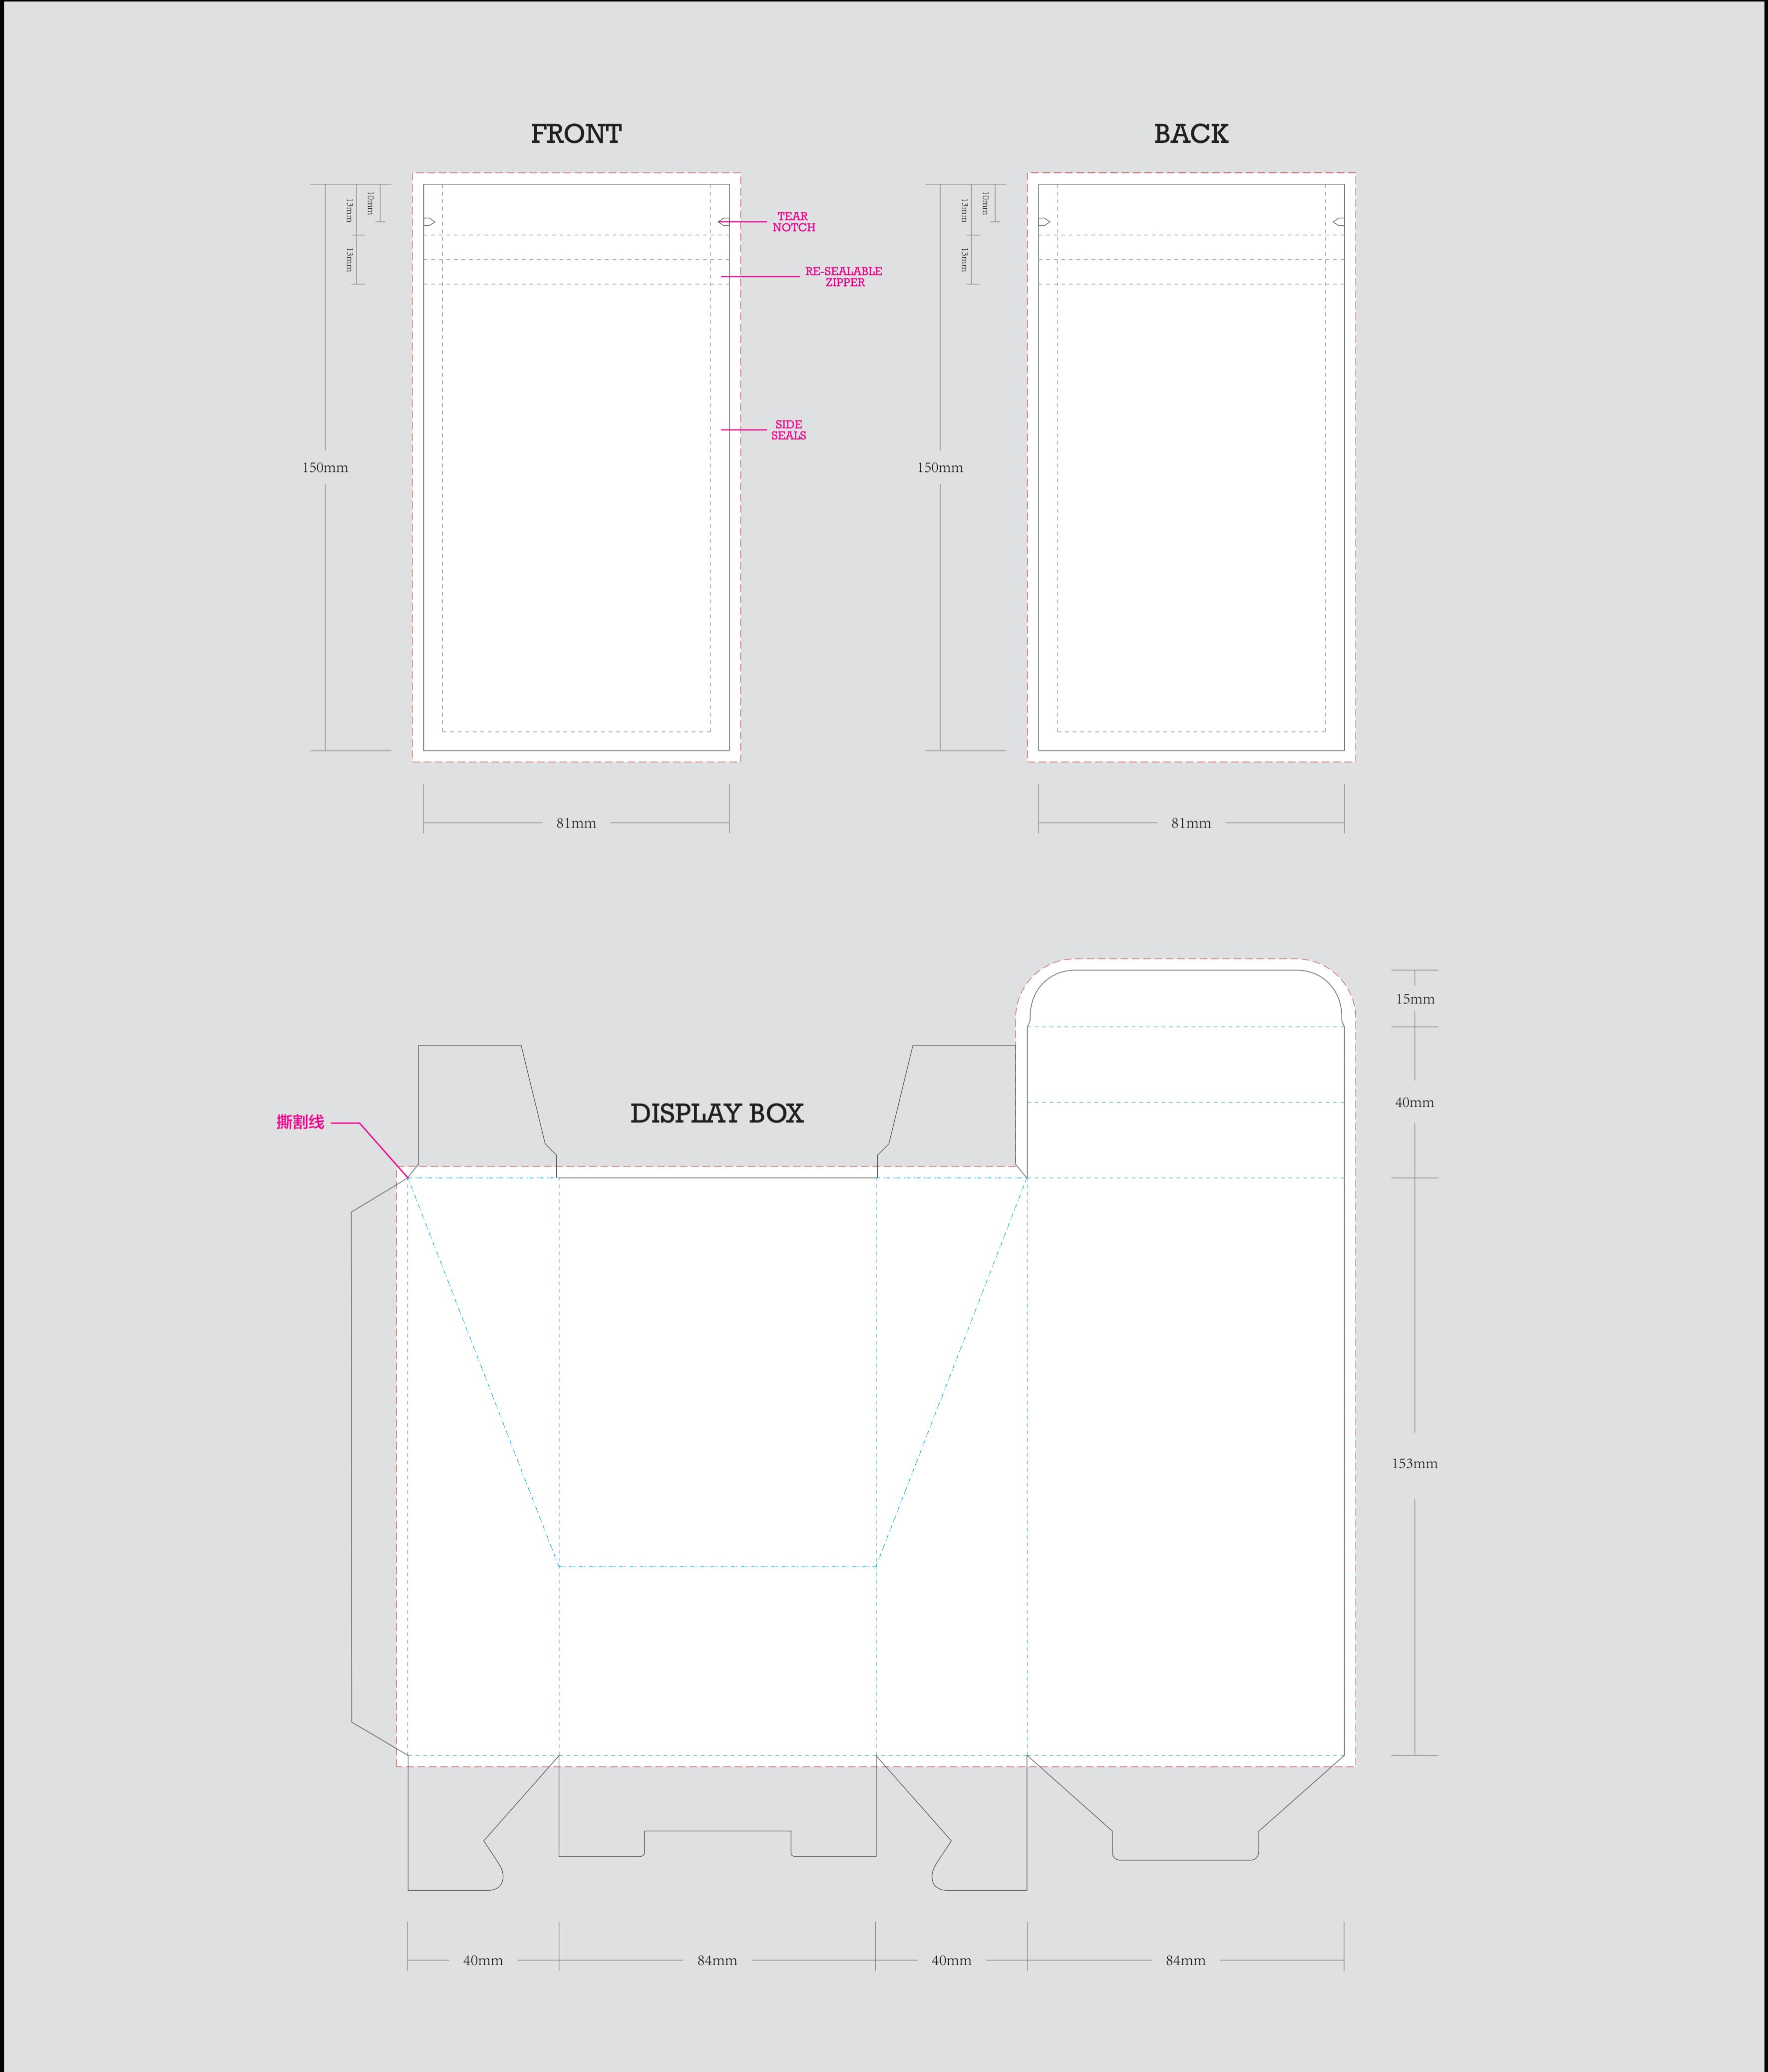 FRONT
BACK
10mm
13mm
13mm
10mm
13mm
13mm
TEAR
NOTCH
RE-SEALABLE
ZIPPER
SIDE
SEALS
150mm
150mm
81mm
81mm
15mm
40mm
DISPLAY BOX
撕割线
153mm
40mm
84mm
40mm
84mm